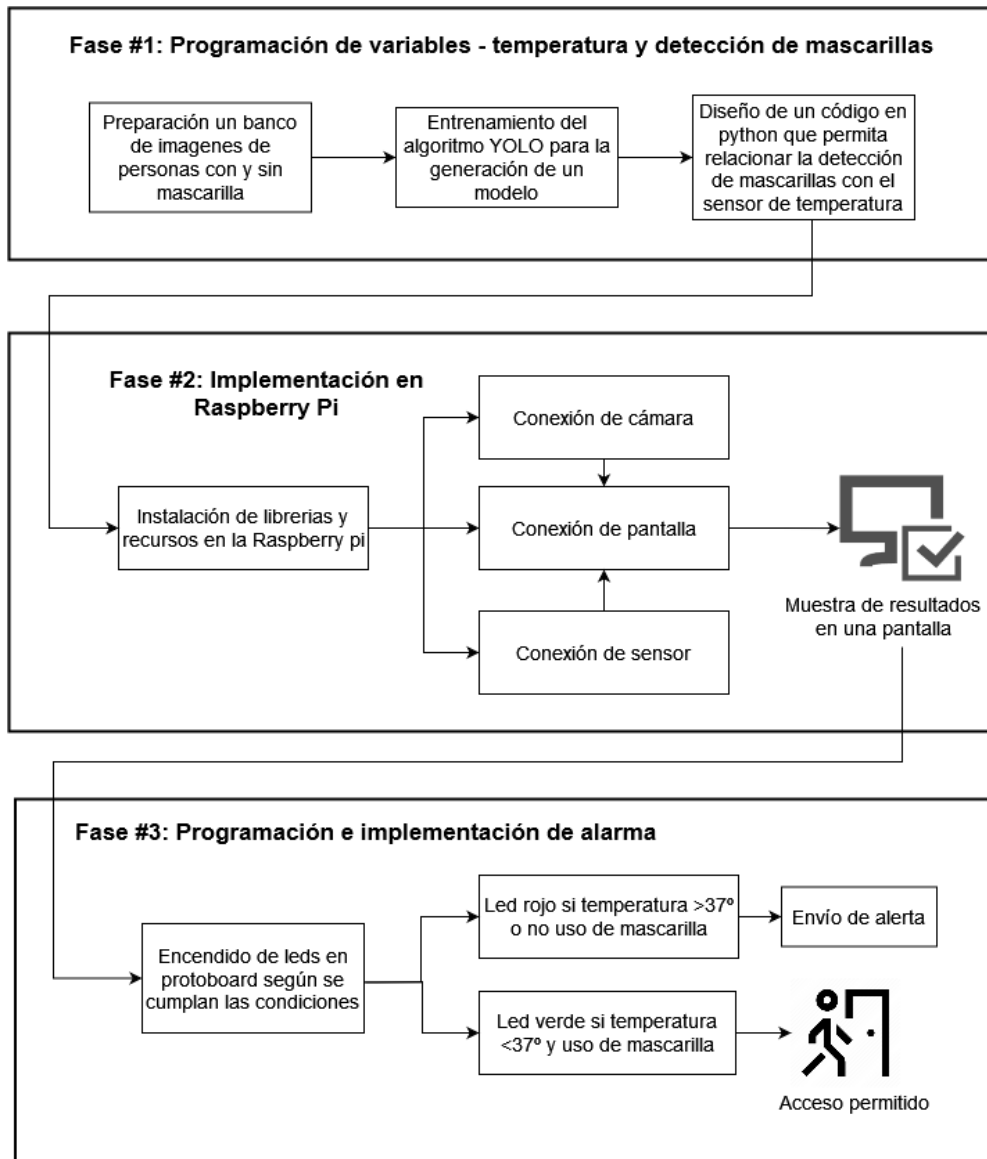 Fase #1: Programación de variables - temperatura y detección de mascarillas
Preparación un banco
de imagenes de
personas con y sin
mascarilla
Entrenamiento del
algoritmo YOLO para la
generación de un
modelo
Diseño de un código en
python que permita
relacionar la detección
de mascarillas con el
sensor de temperatura
Fase #2: Implementación en
Raspberry Pi
Instalación de librerias y
recursos en la Raspberry pi
Conexión de cámara
Conexión de pantalla
Conexión de sensor
Muestra de resultados
en una pantalla
Fase #3: Programación e implementación de alarma
Encendido de leds en
protoboard según se
cumplan las condiciones
Led rojo si temperatura >37º
o no uso de mascarilla
Envío de alerta
Led verde si temperatura
<37º y uso de mascarilla
Acceso permitido